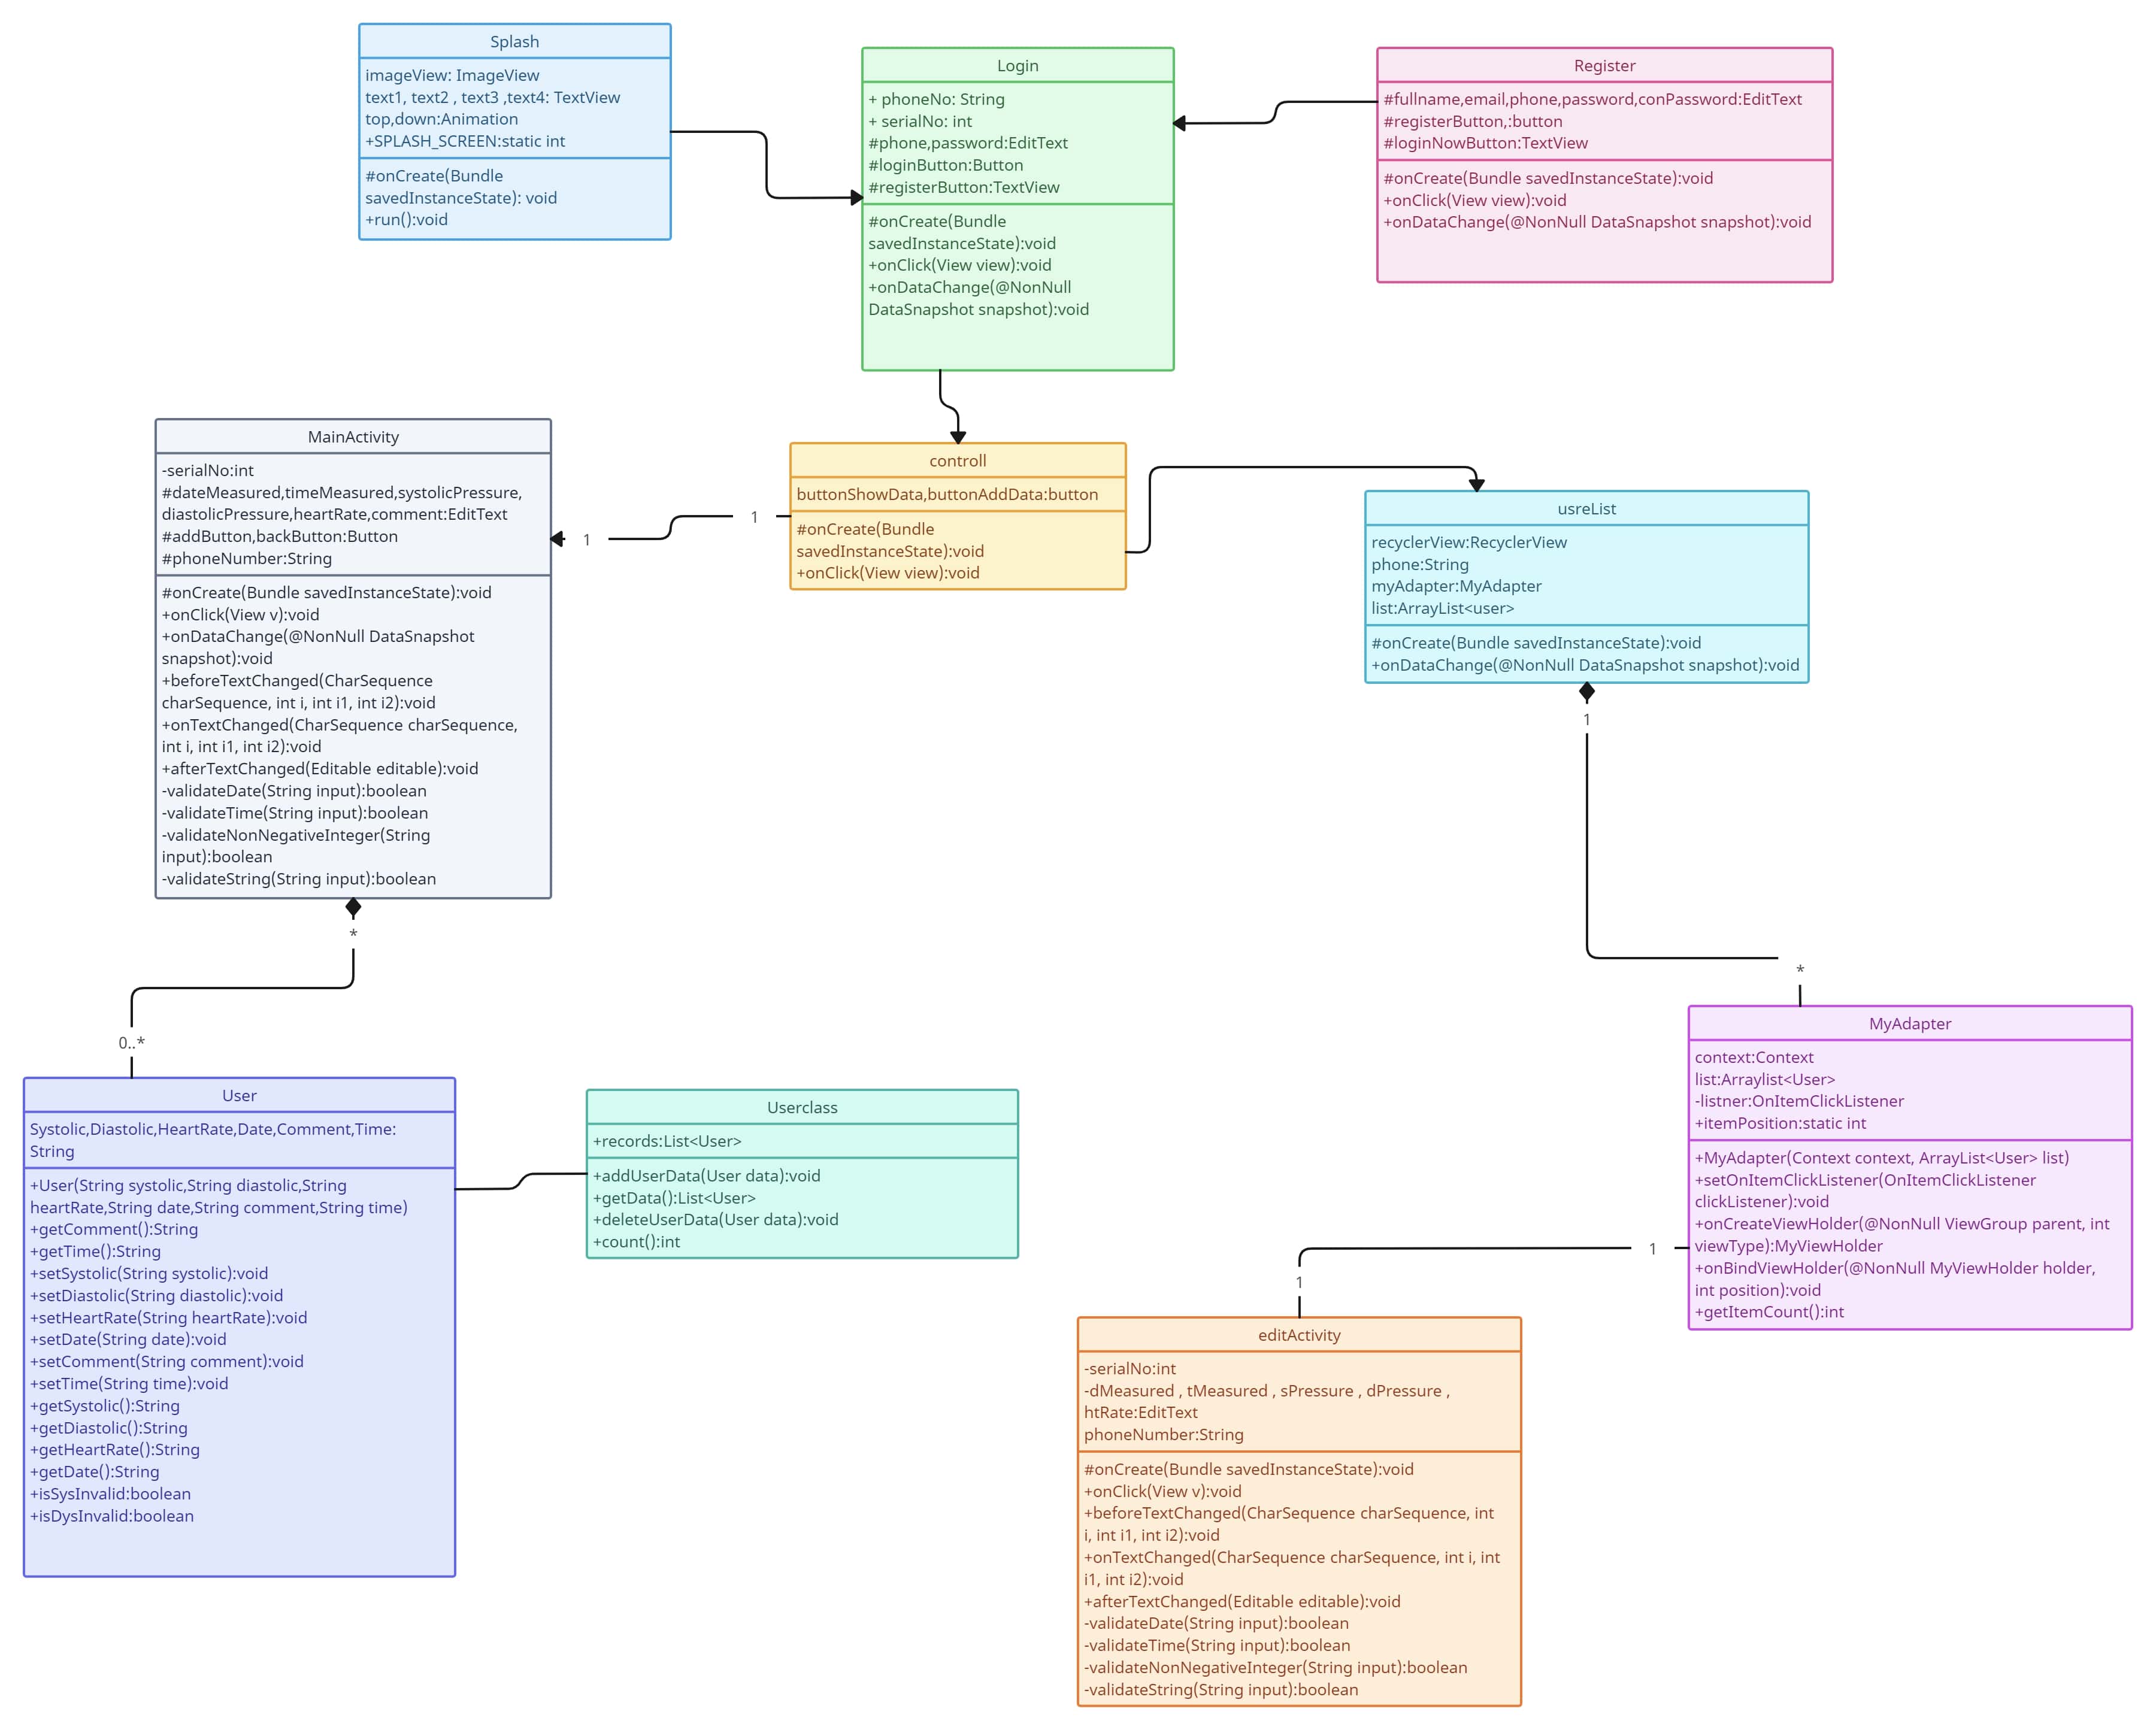 Splash
imageView: ImageView
text1, text2 , text3 ,text4: TextView
top,down:Animation
+SPLASH_SCREEN:static int
#onCreate(Bundle
savedInstanceState): void
+run():void
Login
+ phoneNo: String
+ serialNo: int
#phone,password:EditText
#loginButton:Button
#registerButton:TextView
#onCreate(Bundle
savedInstanceState):void
+onClick(View view):void
+onDataChange(@NonNull
DataSnapshot snapshot):void
Register
#fullname,email,phone,password,conPassword:EditText
#registerButton,:button
#loginNowButton:TextView
#onCreate(Bundle savedInstanceState):void
+onClick(View view):void
+onDataChange(@NonNull DataSnapshot snapshot):void
MainActivity
-serialNo:int
#dateMeasured,timeMeasured,systolicPressure,
diastolicPressure,heartRate,comment:EditText
#addButton,backButton:Button
#phoneNumber:String
#onCreate(Bundle savedInstanceState):void
+onClick(View v):void
+onDataChange(@NonNull DataSnapshot
snapshot):void
+beforeTextChanged(CharSequence
charSequence, int i, int i1, int i2):void
+onTextChanged(CharSequence charSequence,
int i, int i1, int i2):void
+afterTextChanged(Editable editable):void
-validateDate(String input):boolean
-validateTime(String input):boolean
-validateNonNegativeInteger(String
input):boolean
-validateString(String input):boolean
1
1
controll
buttonShowData,buttonAddData:button
#onCreate(Bundle
savedInstanceState):void
+onClick(View view):void
usreList
recyclerView:RecyclerView
phone:String
myAdapter:MyAdapter
list:ArrayList<user>
#onCreate(Bundle savedInstanceState):void
+onDataChange(@NonNull DataSnapshot snapshot):void
1
*
*
0..*
User
Systolic,Diastolic,HeartRate,Date,Comment,Time:
String
+User(String systolic,String diastolic,String
heartRate,String date,String comment,String time)
+getComment():String
+getTime():String
+setSystolic(String systolic):void
+setDiastolic(String diastolic):void
+setHeartRate(String heartRate):void
+setDate(String date):void
+setComment(String comment):void
+setTime(String time):void
+getSystolic():String
+getDiastolic():String
+getHeartRate():String
+getDate():String
+isSysInvalid:boolean
+isDysInvalid:boolean
Userclass
+records:List<User>
+addUserData(User data):void
+getData():List<User>
+deleteUserData(User data):void
+count():int
MyAdapter
context:Context
list:Arraylist<User>
-listner:OnItemClickListener
+itemPosition:static int
+MyAdapter(Context context, ArrayList<User> list)
+setOnItemClickListener(OnItemClickListener
clickListener):void
+onCreateViewHolder(@NonNull ViewGroup parent, int
viewType):MyViewHolder
+onBindViewHolder(@NonNull MyViewHolder holder,
int position):void
+getItemCount():int
1
1
editActivity
-serialNo:int
-dMeasured , tMeasured , sPressure , dPressure ,
htRate:EditText
phoneNumber:String
#onCreate(Bundle savedInstanceState):void
+onClick(View v):void
+beforeTextChanged(CharSequence charSequence, int
i, int i1, int i2):void
+onTextChanged(CharSequence charSequence, int i, int
i1, int i2):void
+afterTextChanged(Editable editable):void
-validateDate(String input):boolean
-validateTime(String input):boolean
-validateNonNegativeInteger(String input):boolean
-validateString(String input):boolean